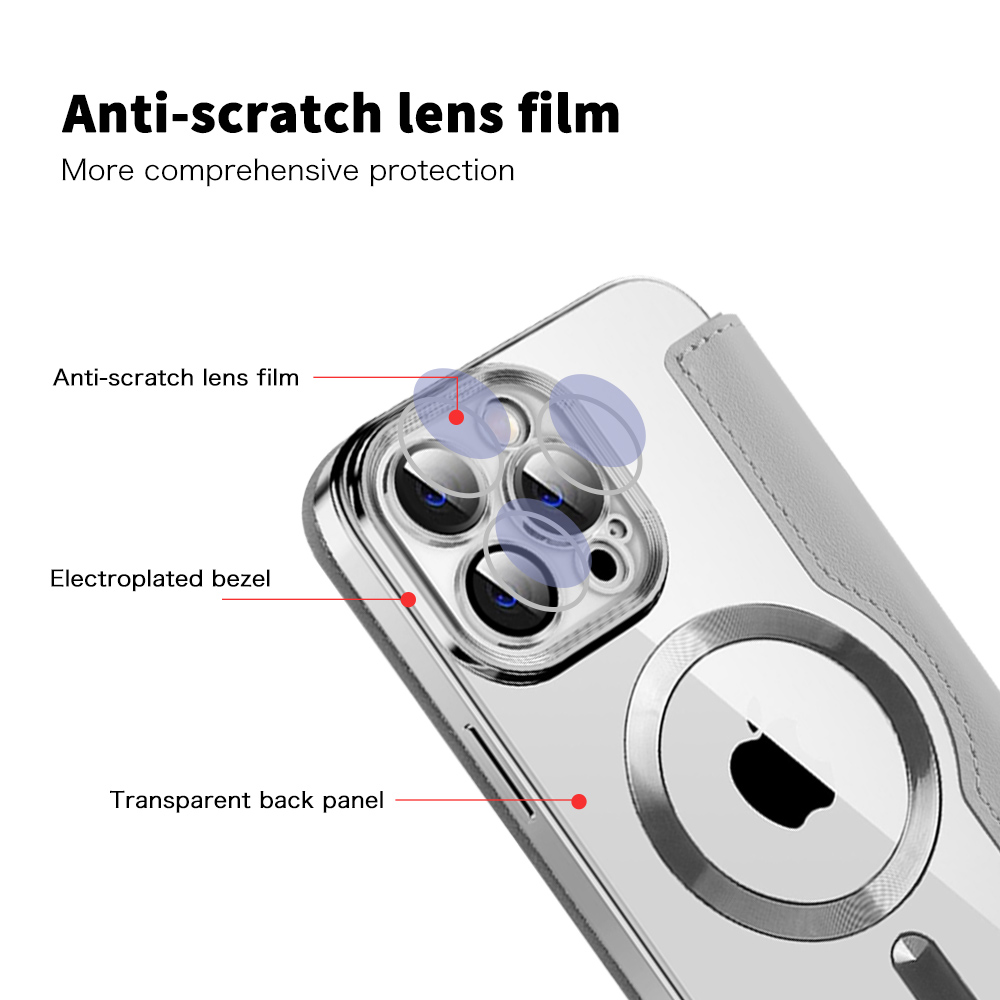 Anti-scratch lens film
More comprehensive protection
Anti-scratch lens film
Electroplated bezel
Transparent back panel